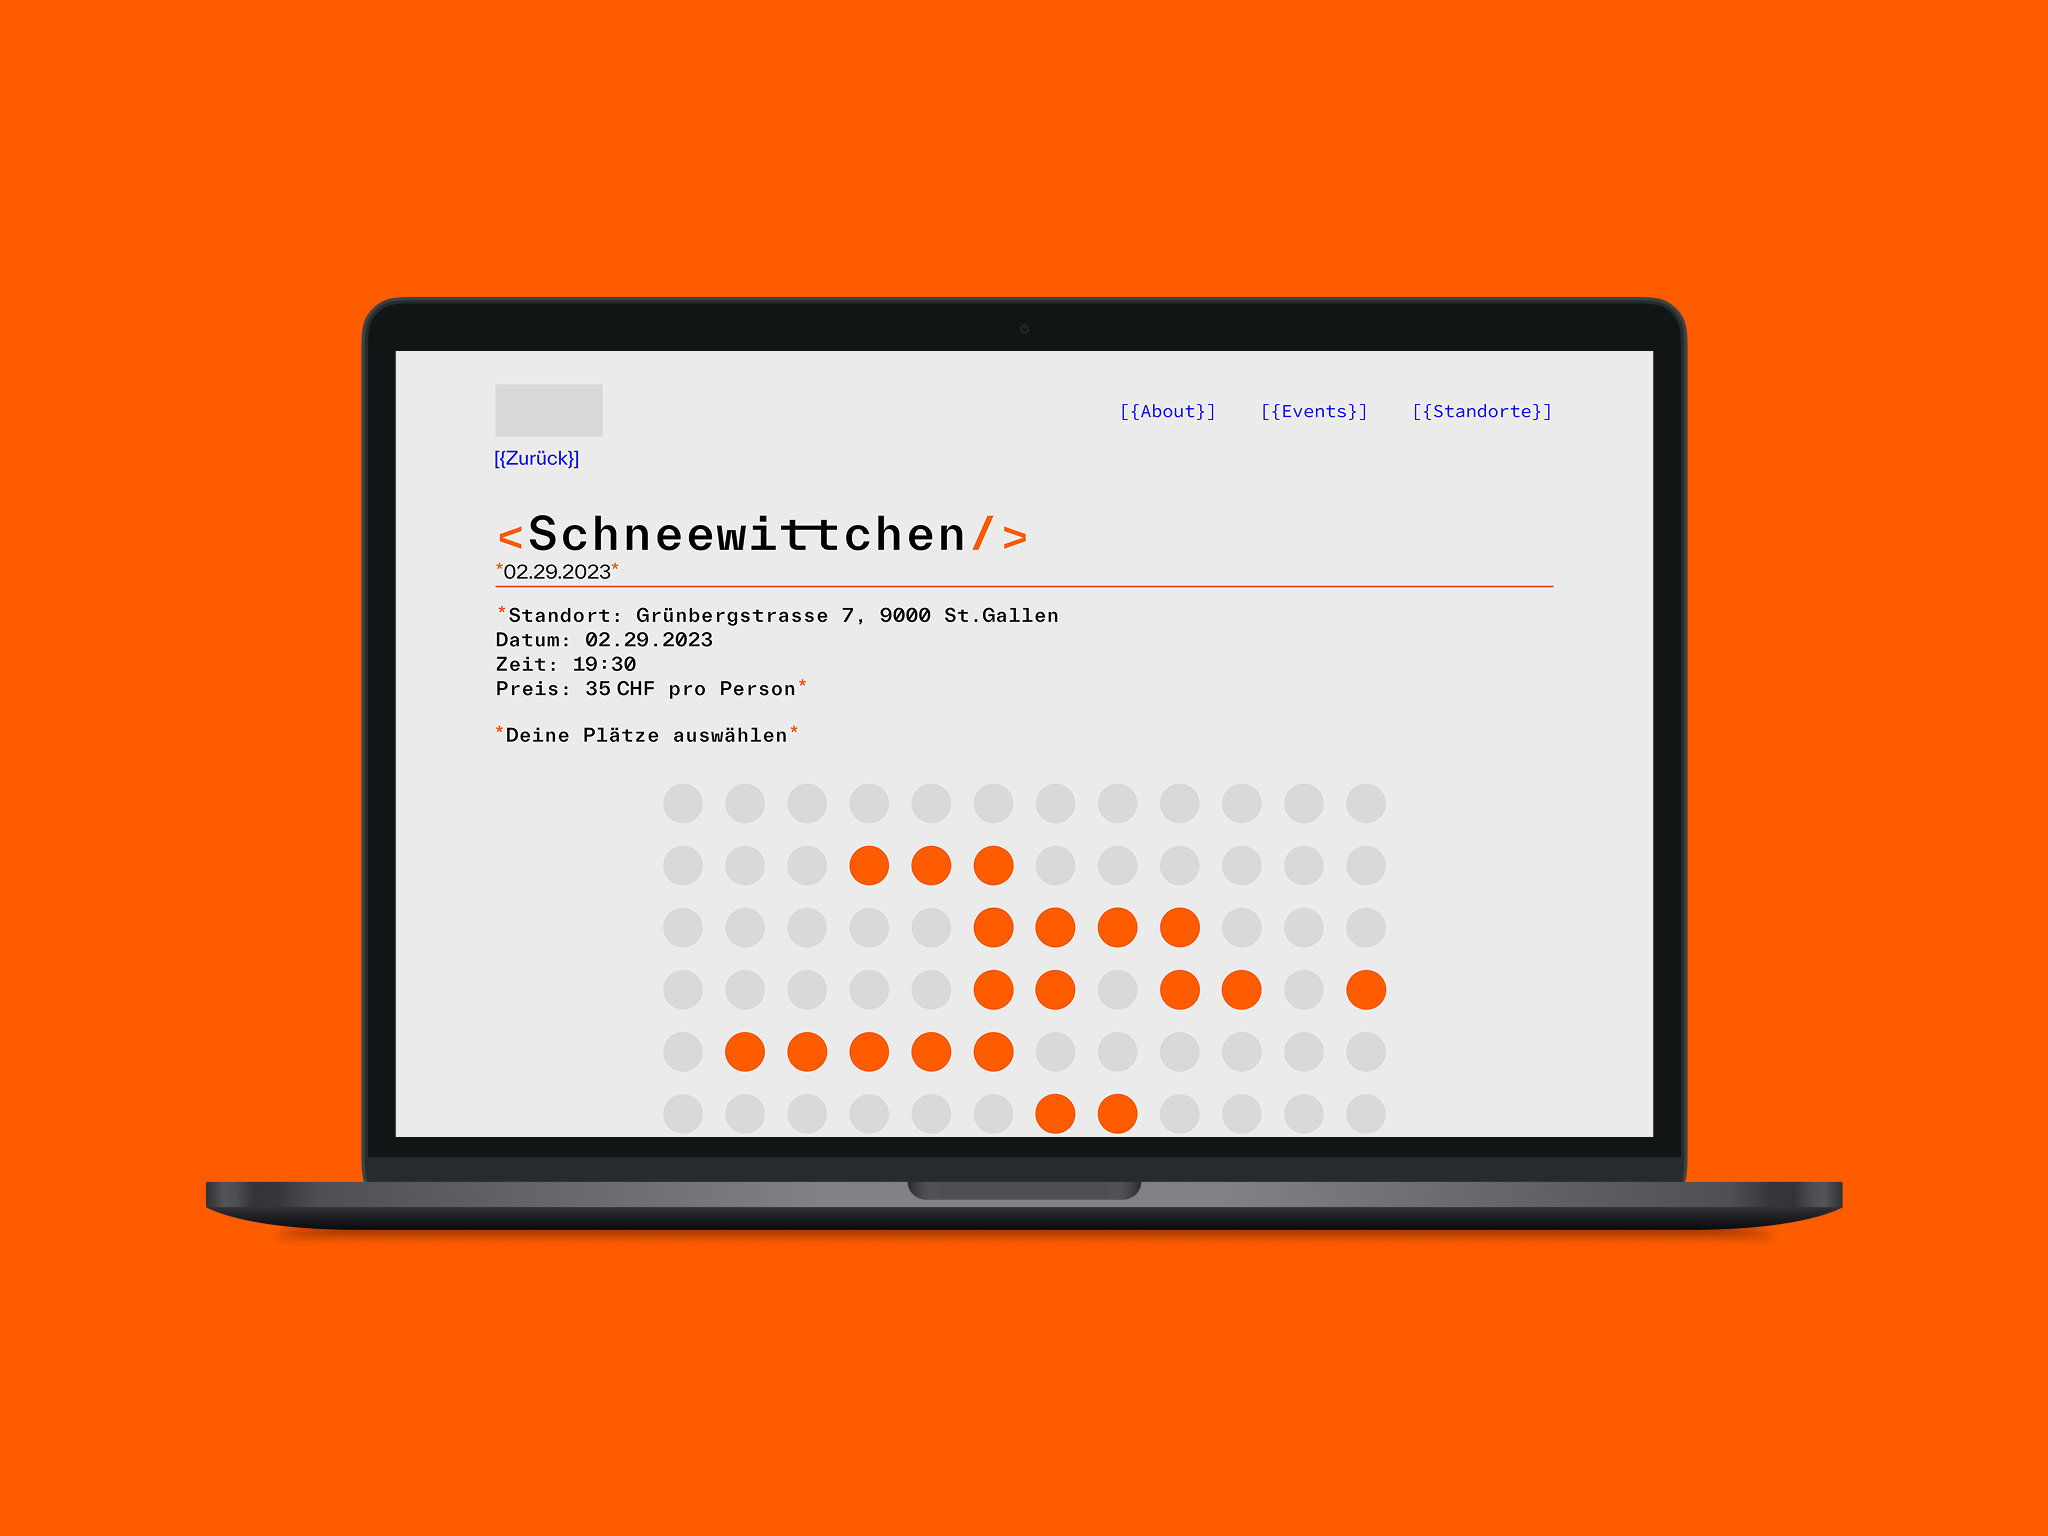 [{About}] [{Events}] [{Standorte}]
[{Zurück}]
<Schneewittchen/>
*02.29.2023*
*Standort: Grünbergstrasse 7, 9000 St.Gallen
Datum: 02.29.2023
Zeit: 19:30
Preis: 35 CHF pro Person*
*Deine Plätze auswählen*